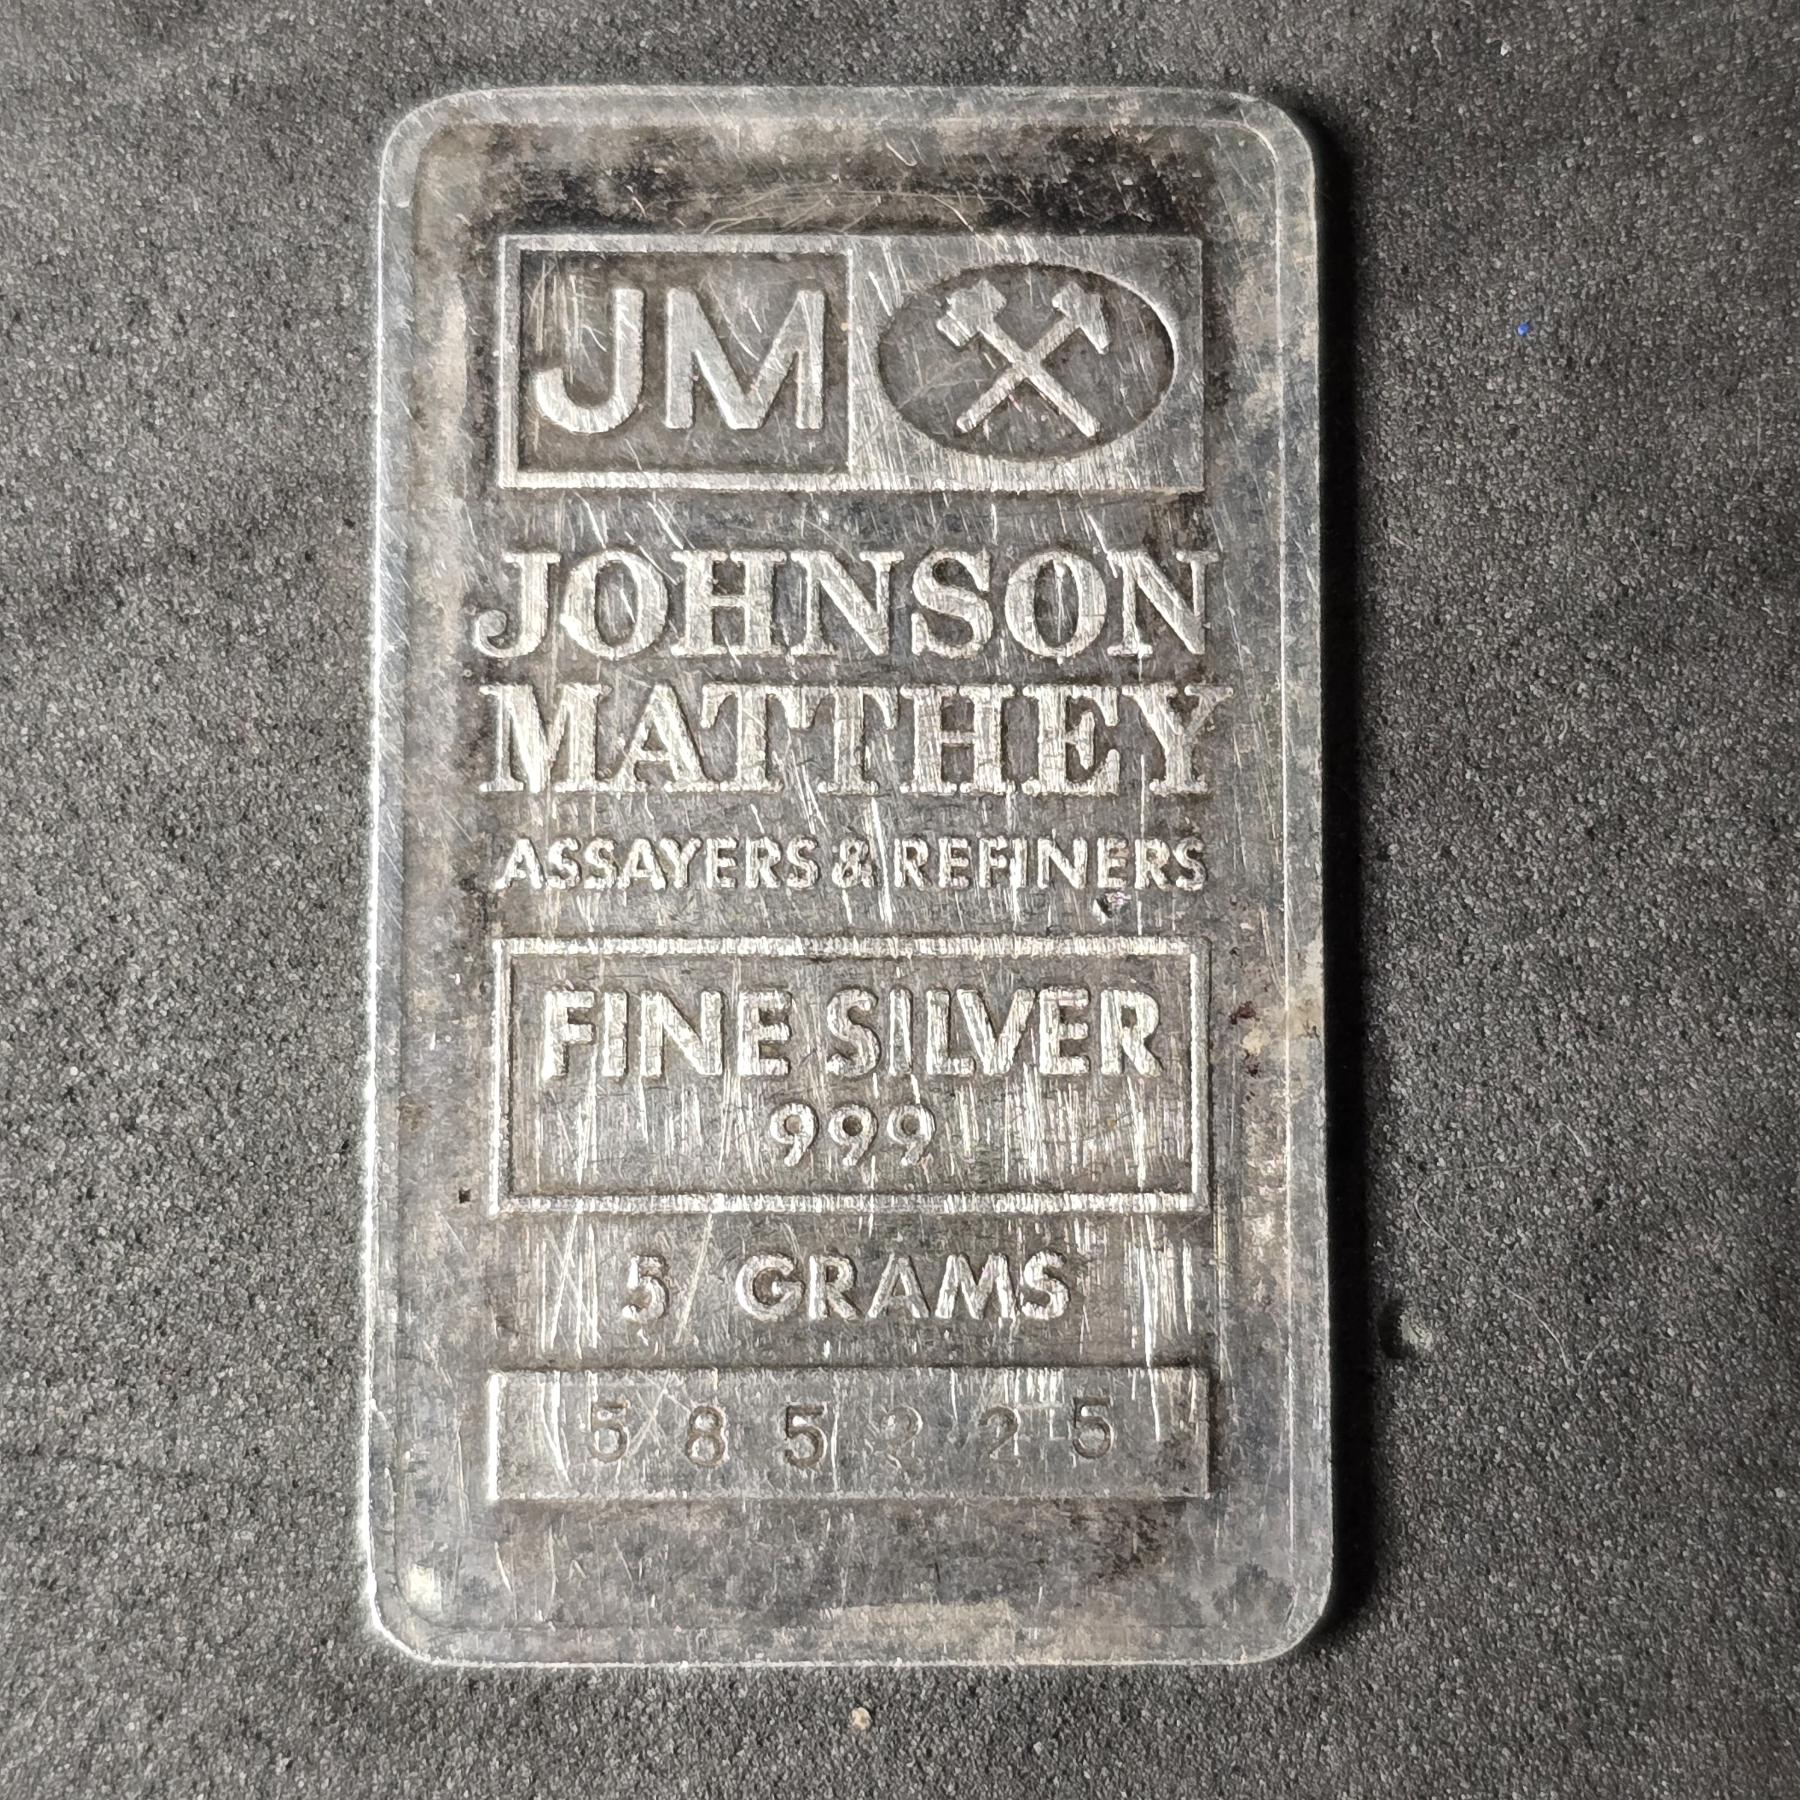 JM
JOHNSON
MATTHEY
ASSAYERS & REFINERS
FINE SILVER
999
5 GRAMS
585225